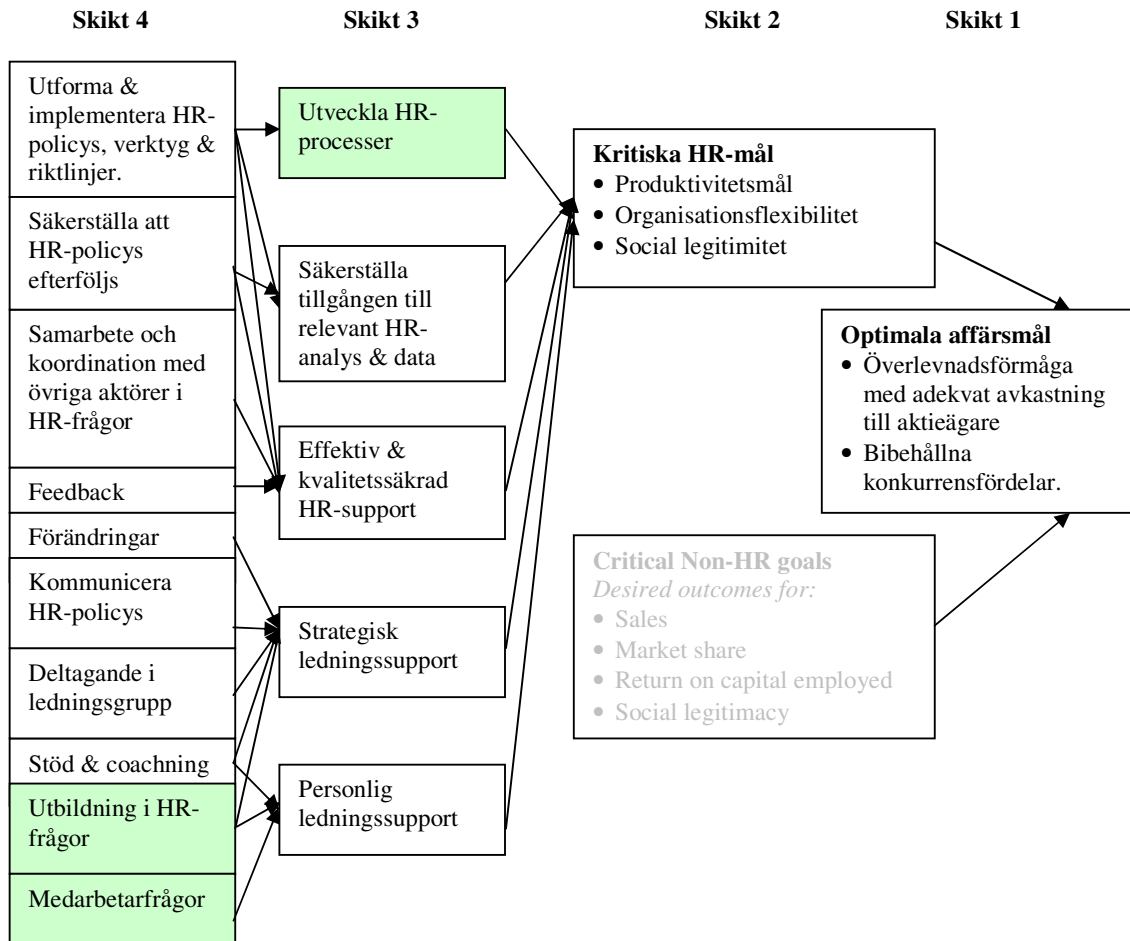 Skikt 4
Skikt 3
Skikt 2
Skikt 1
Utforma &
implementera HR-
policys, verktyg &
riktlinjer.
Säkerställa att
HR-policys
efterföljs
Samarbete och
koordination med
övriga aktörer i
HR-frågor
Feedback
Förändringar
Kommunicera
HR-policys
Deltagande i
ledningsgrupp
Stöd & coachning
Utbildning i HR-
frågor
Medarbetarfrågor
Utveckla HR-
processer
Säkerställa
tillgången till
relevant HR-
analys & data
Effektiv &
kvalitetssäkrad
HR-support
Strategisk
ledningssupport
Personlig
ledningssupport
Kritiska HR-mål
• Produktivitetsmål
• Organisationsflexibilitet
• Social legitimitet
Critical Non-HR goals
Desired outcomes for:
• Sales
• Market share
• Return on capital employed
• Social legitimacy
Optimala affärsmål
• Överlevnadsförmåga
med adekvat avkastning
till aktieägare
• Bibehållna
konkurrensfördelar.